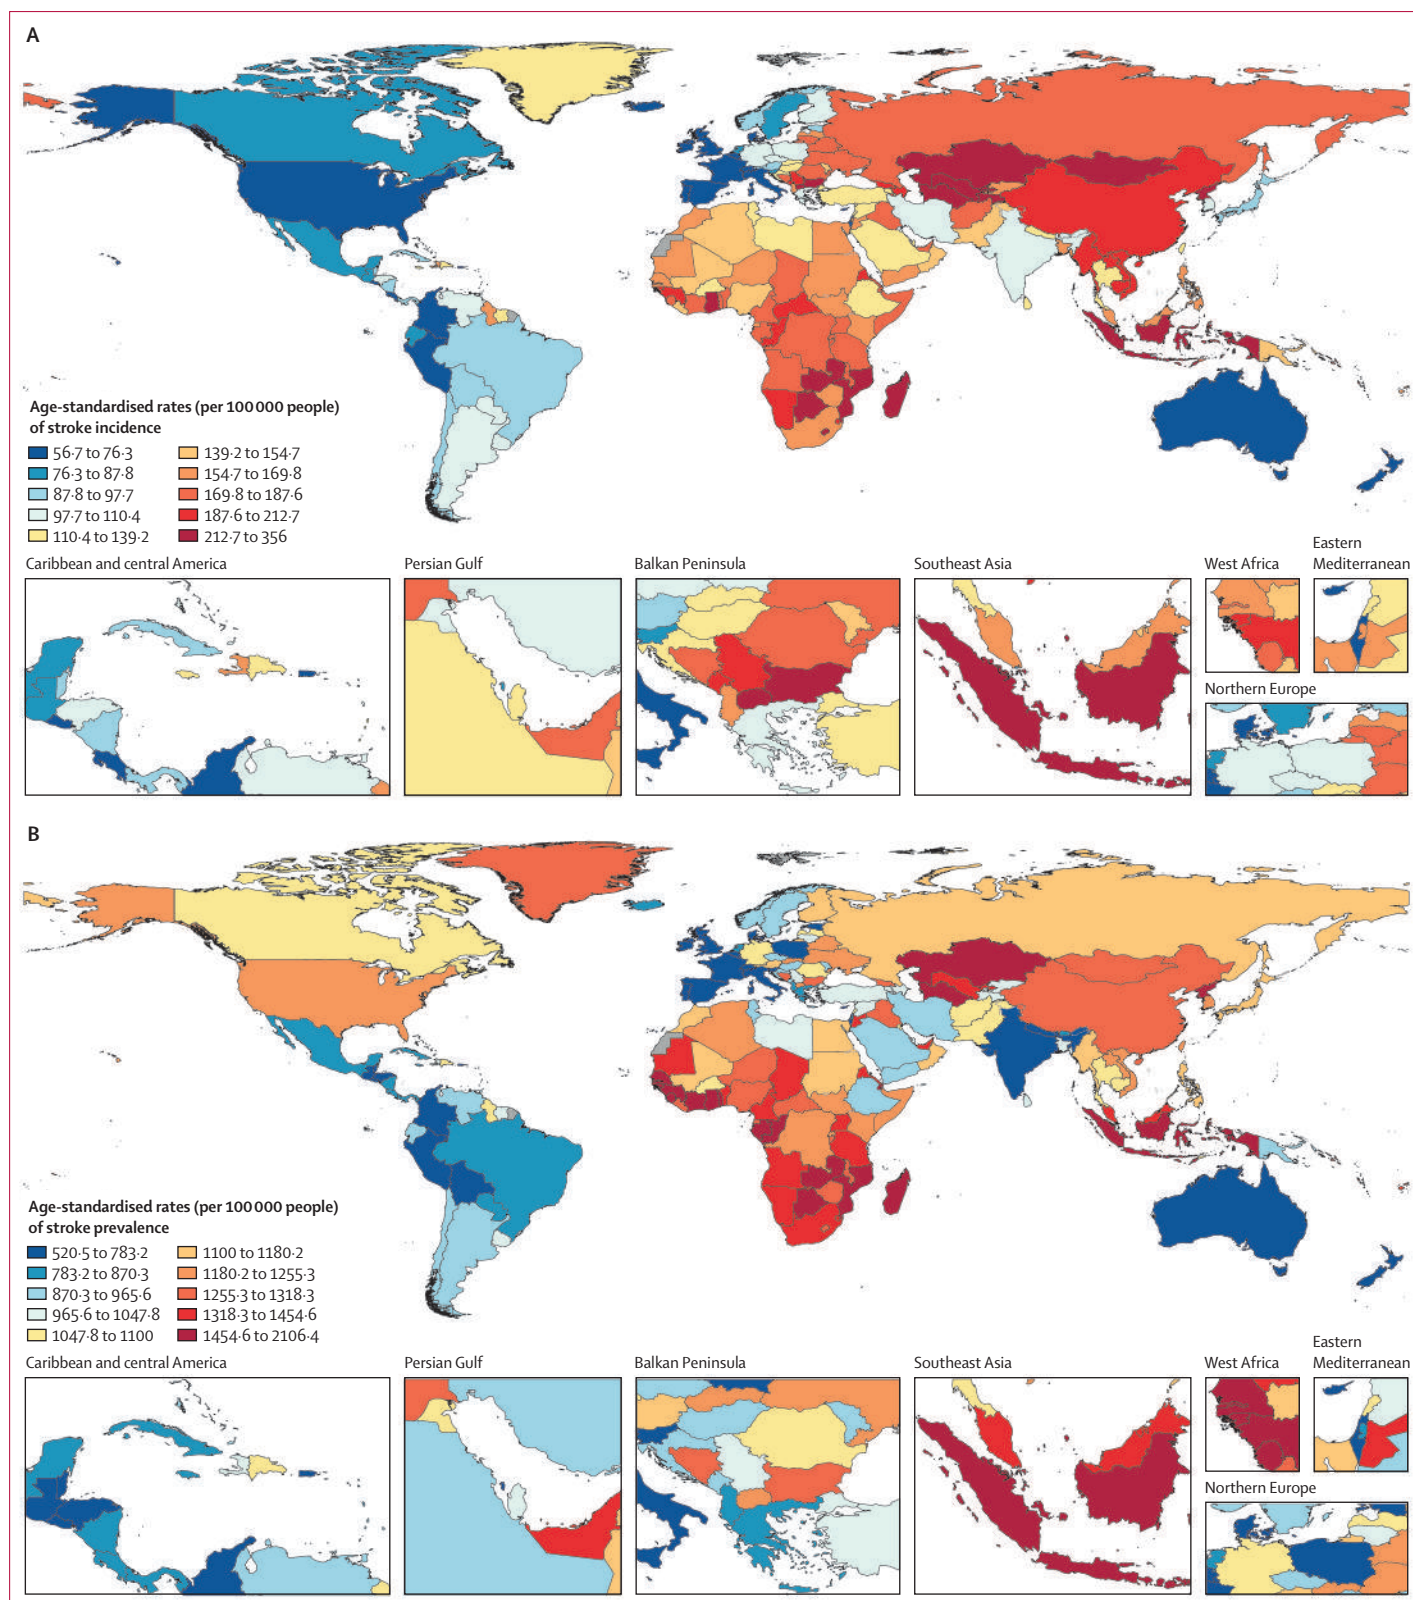 A
Age-standardised rates (per 100 000 people)
of stroke incidence
56·7 to 76·3
76·3 to 87·8
87·8 to 97·7
97·7 to 110·4
110·4 to 139·2
139·2 to 154·7
154·7 to 169·8
169·8 to 187·6
187·6 to 212·7
212·7 to 356
Caribbean and central America
Persian Gulf
Balkan Peninsula
Southeast Asia
West Africa
Eastern
Mediterranean
Northern Europe
B
Age-standardised rates (per 100 000 people)
of stroke prevalence
520·5 to 783·2
783·2 to 870·3
870·3 to 965·6
965·6 to 1047·8
1047·8 to 1100
1100 to 1180·2
1180·2 to 1255·3
1255·3 to 1318·3
1318·3 to 1454·6
1454·6 to 2106·4
Caribbean and central America
Persian Gulf
Balkan Peninsula
Southeast Asia
West Africa
Eastern
Mediterranean
Northern Europe